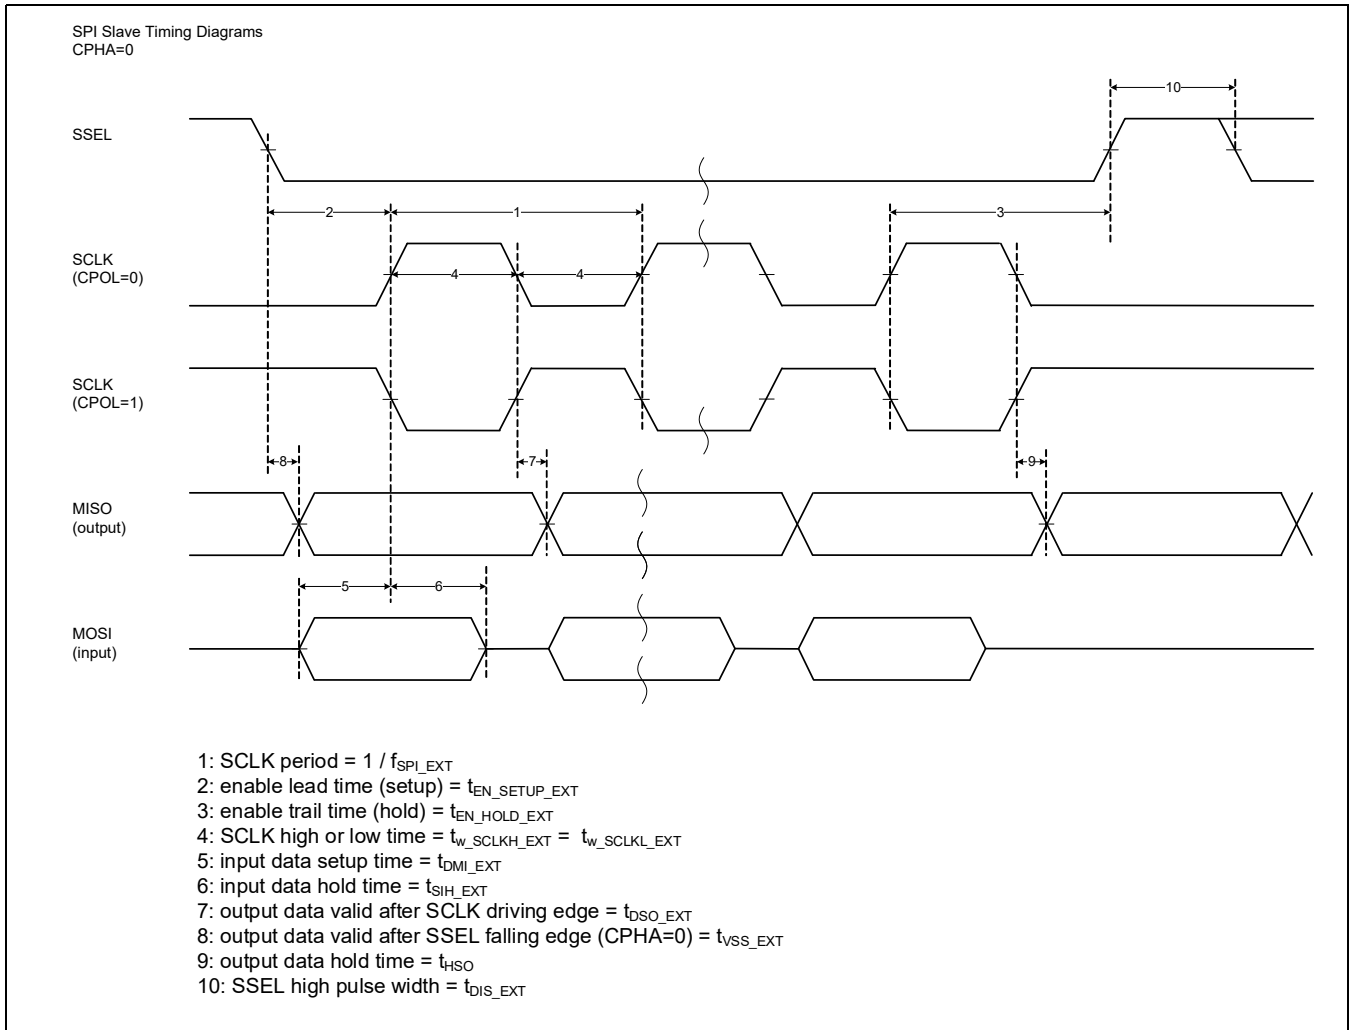 SPI Slave Timing Diagrams
CPHA=0
10
SSEL
2
1
3
SCLK
(CPOL=0)
4
4
SCLK
(CPOL=1)
8
7
9
MISO
(output)
5
6
MOSI
(input)
1: SCLK period = 1 / fSPI_EXT
2: enable lead time (setup) = tEN_SETUP_EXT
3: enable trail time (hold) = tEN_HOLD_EXT
4: SCLK high or low time = tw_SCLKH_EXT = tw_SCLKL_EXT
5: input data setup time = tDMI_EXT
6: input data hold time = tSIH_EXT
7: output data valid after SCLK driving edge = tDSO_EXT
8: output data valid after SSEL falling edge (CPHA=0) = tVSS_EXT
9: output data hold time = tHSO
10: SSEL high pulse width = tDIS_EXT